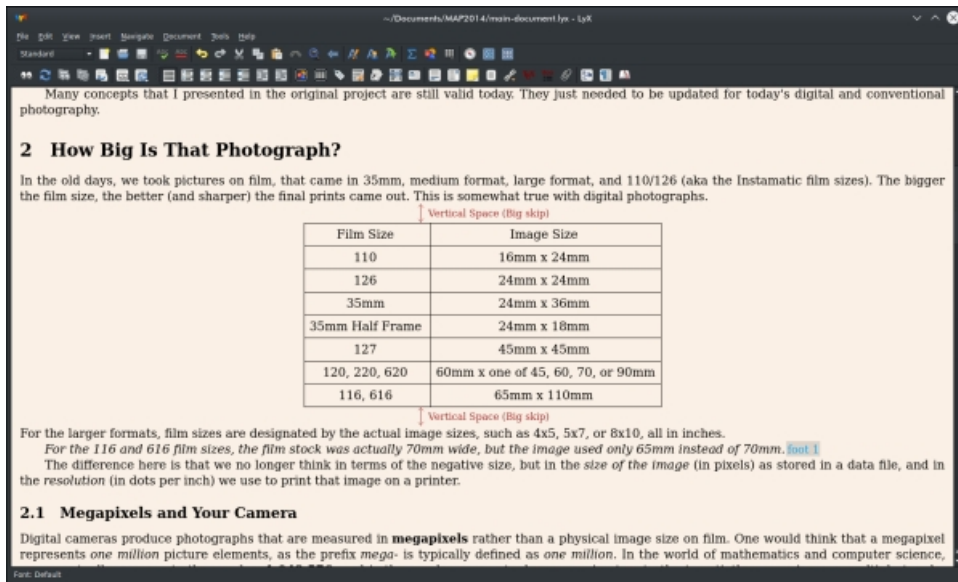 ~/Documents/MAP2014/main-document.lyx - LyX
File Edit View Insert Navigate Document Tools Help
Standard
Many concepts that I presented in the original project are still valid today. They just needed to be updated for today's digital and conventional
photography.
2 How Big Is That Photograph?
In the old days, we took pictures on film, that came in 35mm, medium format, large format, and 110/126 (aka the Instamatic film sizes). The bigger
the film size, the better (and sharper) the final prints came out. This is somewhat true with digital photographs.
Vertical Space (Big skip)
Film Size Image Size
110 16mm x 24mm
126 24mm x 24mm
35mm 24mm x 36mm
35mm Half Frame 24mm x 18mm
127 45mm x 45mm
120, 220, 620 60mm x one of 45, 60, 70, or 90mm
116, 616 65mm x 110mm
Vertical Space (Big skip)
For the larger formats, film sizes are designated by the actual image sizes, such as 4x5, 5x7, or 8x10, all in inches.
For the 116 and 616 film sizes, the film stock was actually 70mm wide, but the image used only 65mm instead of 70mm. foot 1
The difference here is that we no longer think in terms of the negative size, but in the size of the image (in pixels) as stored in a data file, and in
the resolution (in dots per inch) we use to print that image on a printer.
2.1 Megapixels and Your Camera
Digital cameras produce photographs that are measured in megapixels rather than a physical image size on film. One would think that a megapixel
represents one million picture elements, as the prefix mega- is typically defined as one million. In the world of mathematics and computer science,
Font: Default